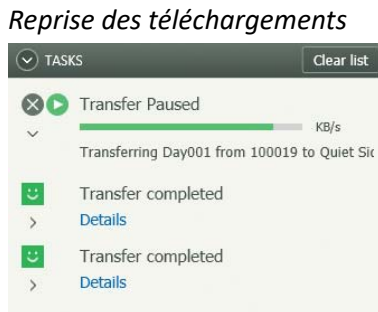 Reprise des téléchargements
TASKS Clear list
Transfer Paused
KB/s
Transferring Day001 from 100019 to Quiet
Transfer completed
Details
Transfer completed
Details